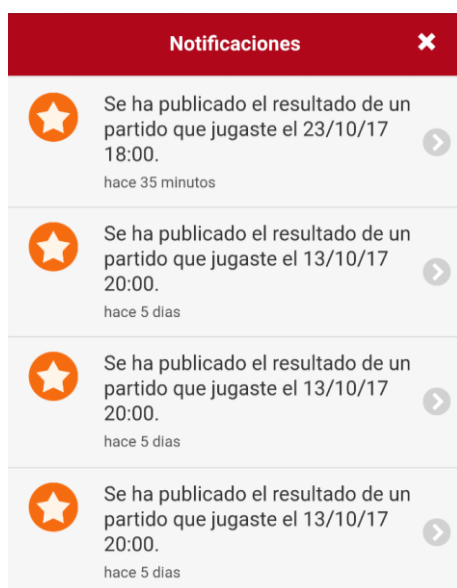 Notificaciones
Se ha publicado el resultado de un
partido que jugaste el 23/10/17
18:00.
hace 35 minutos
Se ha publicado el resultado de un
partido que jugaste el 13/10/17
20:00.
hace 5 dias
Se ha publicado el resultado de un
partido que jugaste el 13/10/17
20:00.
hace 5 dias
Se ha publicado el resultado de un
partido que jugaste el 13/10/17
20:00.
hace 5 dias